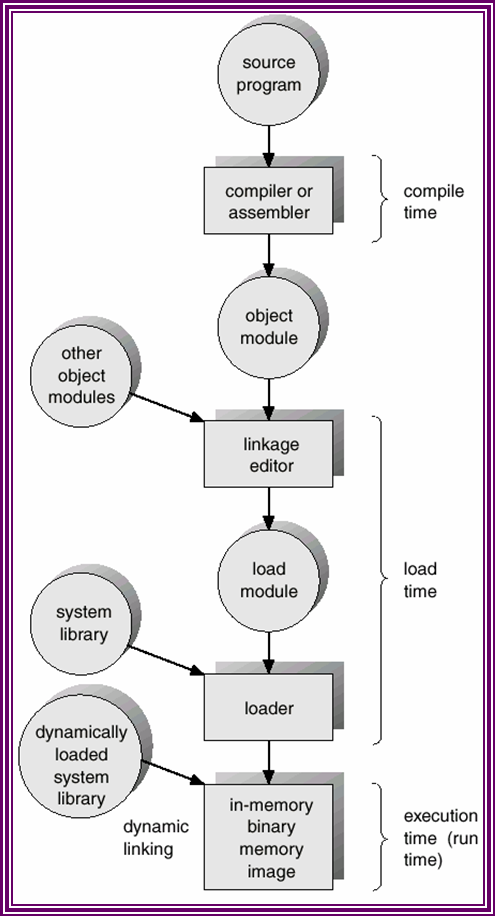 source
program
compiler or
assembler
compile
time
object
module
other
object
modules
linkage
editor
load
module
load
time
system
library
loader
dynamically
loaded
system
library
dynamic
linking
in-memory
binary
memory
image
execution
time (run
time)